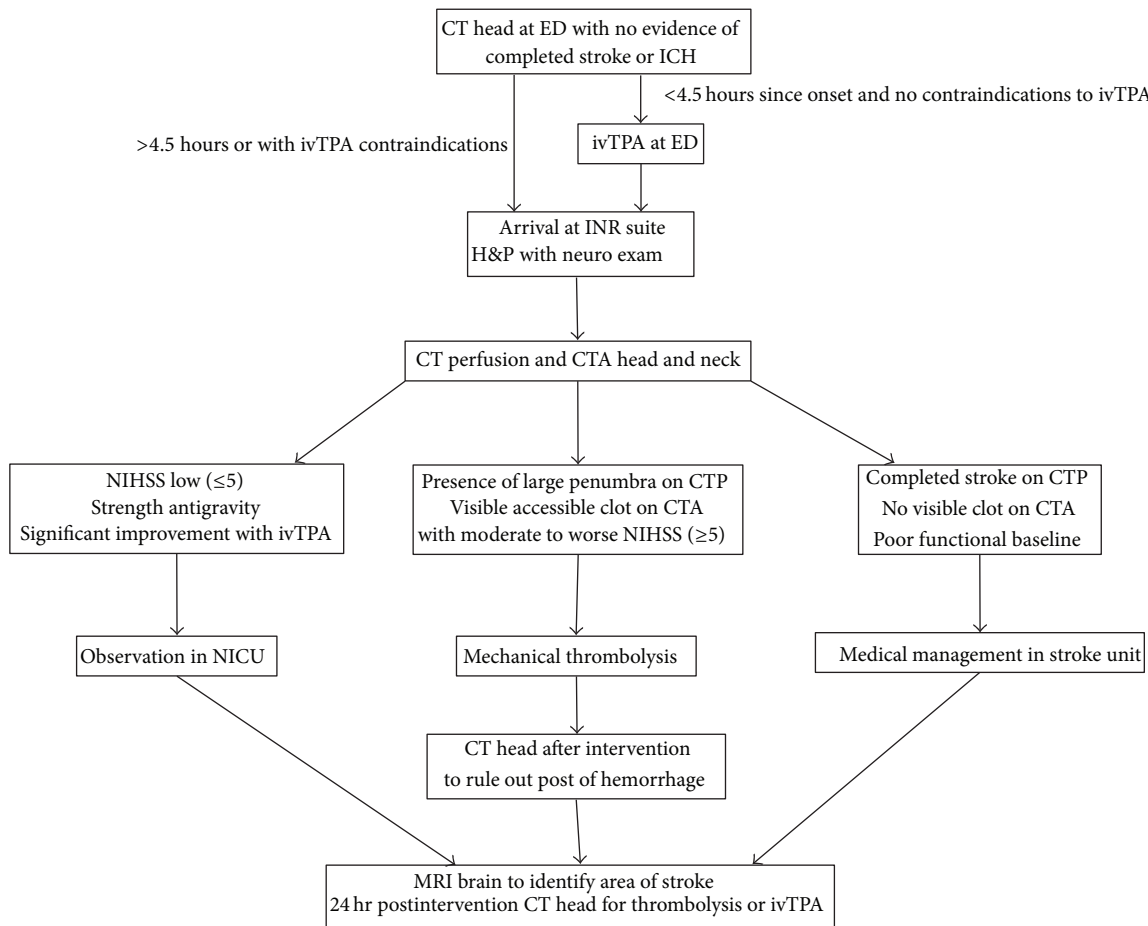 CT head at ED with no evidence of
completed stroke or ICH
<4.5 hours since onset and no contraindications to ivTPA
>4.5 hours or with ivTPA contraindications
ivTPA at ED
Arrival at INR suite
H&P with neuro exam
CT perfusion and CTA head and neck
NIHSS low (≤5)
Strength antigravity
Significant improvement with ivTPA
Presence of large penumbra on CTP
Visible accessible clot on CTA
with moderate to worse NIHSS (≥5)
Completed stroke on CTP
No visible clot on CTA
Poor functional baseline
Observation in NICU
Mechanical thrombolysis
Medical management in stroke unit
CT head after intervention
to rule out post of hemorrhage
MRI brain to identify area of stroke
24 hr postintervention CT head for thrombolysis or ivTPA